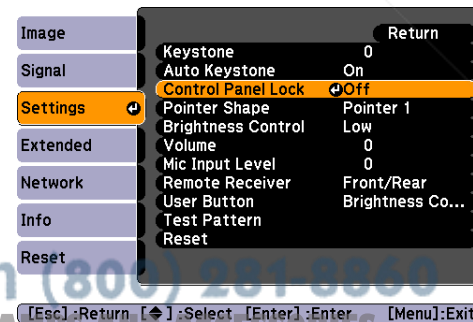 Image
Signal
Settings
Extended
Network
Info
Reset
Return
Keystone 0
Auto Keystone On
Control Panel Lock Off
Pointer Shape Pointer 1
Brightness Control Low
Volume 0
Mic Input Level 0
Remote Receiver Front/Rear
User Button Brightness Co...
Test Pattern
Reset
(800) 281-8860
[Esc] :Return [◆] :Select [Enter] :Enter [Menu]:Exit